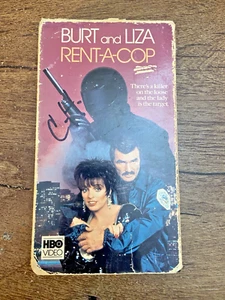 BURT and LIZA
RENT-A-COP
There's a killer
on the loose
and the lady
is the target.
HBO
VIDEO